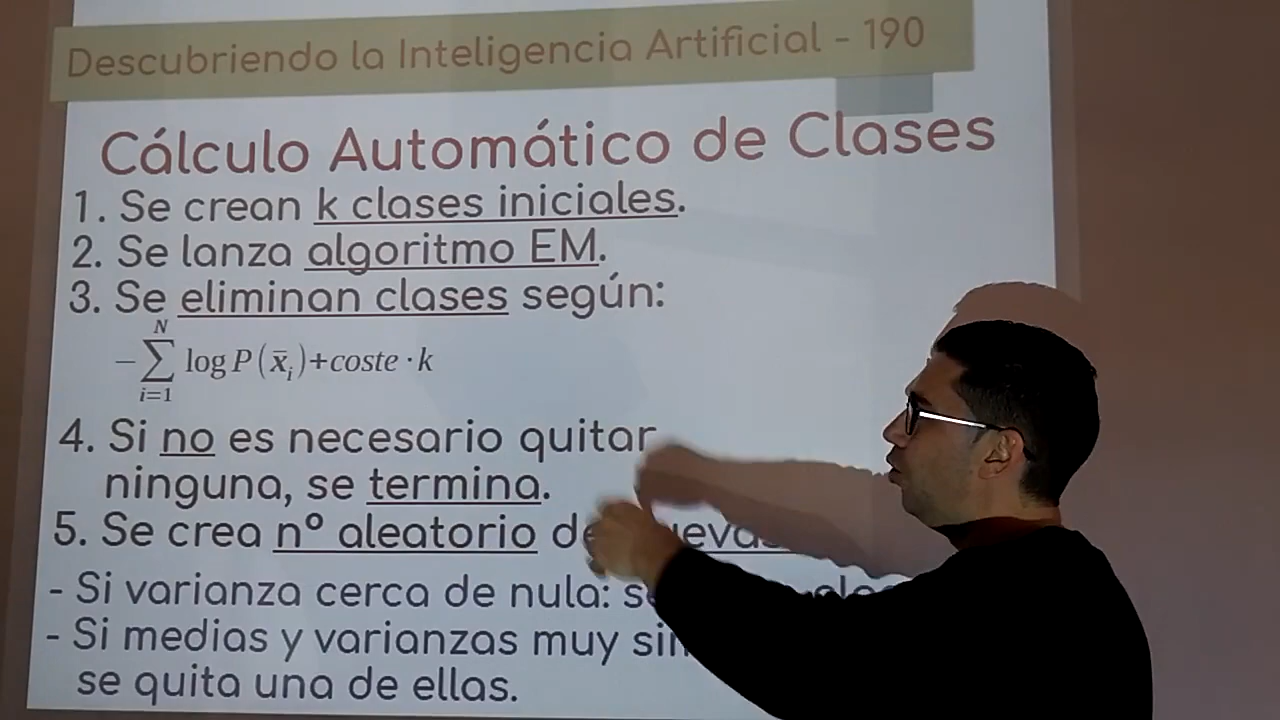 Descubriendo la Inteligencia Artificial - 190
Cálculo Automático de Clases
1. Se crean k clases iniciales.
2. Se lanza algoritmo EM.
3. Se eliminan clases según:
N
−∑ log P(x̄ᵢ)+coste·k
i=1
4. Si no es necesario quitar
ninguna, se termina.
5. Se crea nº aleatorio de
- Si varianza cerca de nula:
- Si medias y varianzas muy
se quita una de ellas.